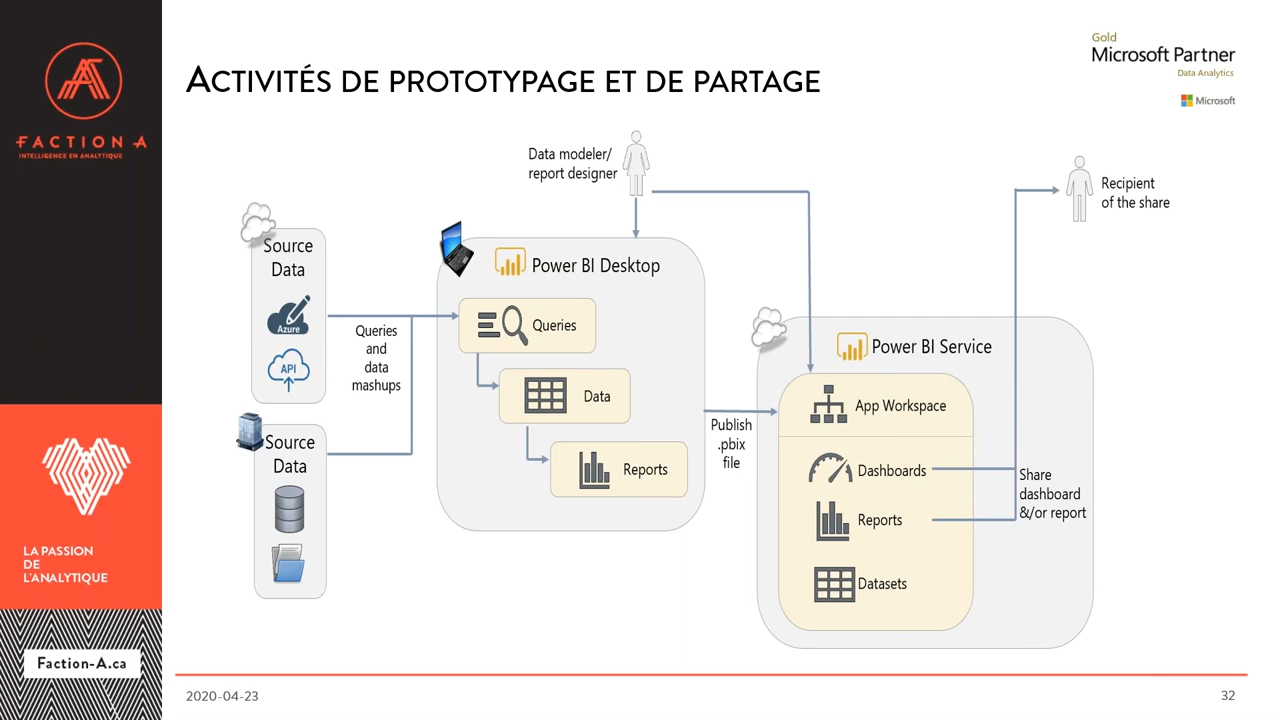 FACTION A
INTELLIGENCE EN ANALYTIQUE
LA PASSION
DE
L'ANALYTIQUE
Faction-A.ca
ACTIVITÉS DE PROTOTYPAGE ET DE PARTAGE
Gold
Microsoft Partner
Data Analytics
Microsoft
Data modeler/
report designer
Recipient
of the share
Source
Data
Azure
API
Source
Data
Queries
and
data
mashups
Power BI Desktop
Queries
Data
Reports
Publish
.pbix
file
Power BI Service
App Workspace
Dashboards
Reports
Datasets
Share
dashboard
&/or report
2020-04-23
32